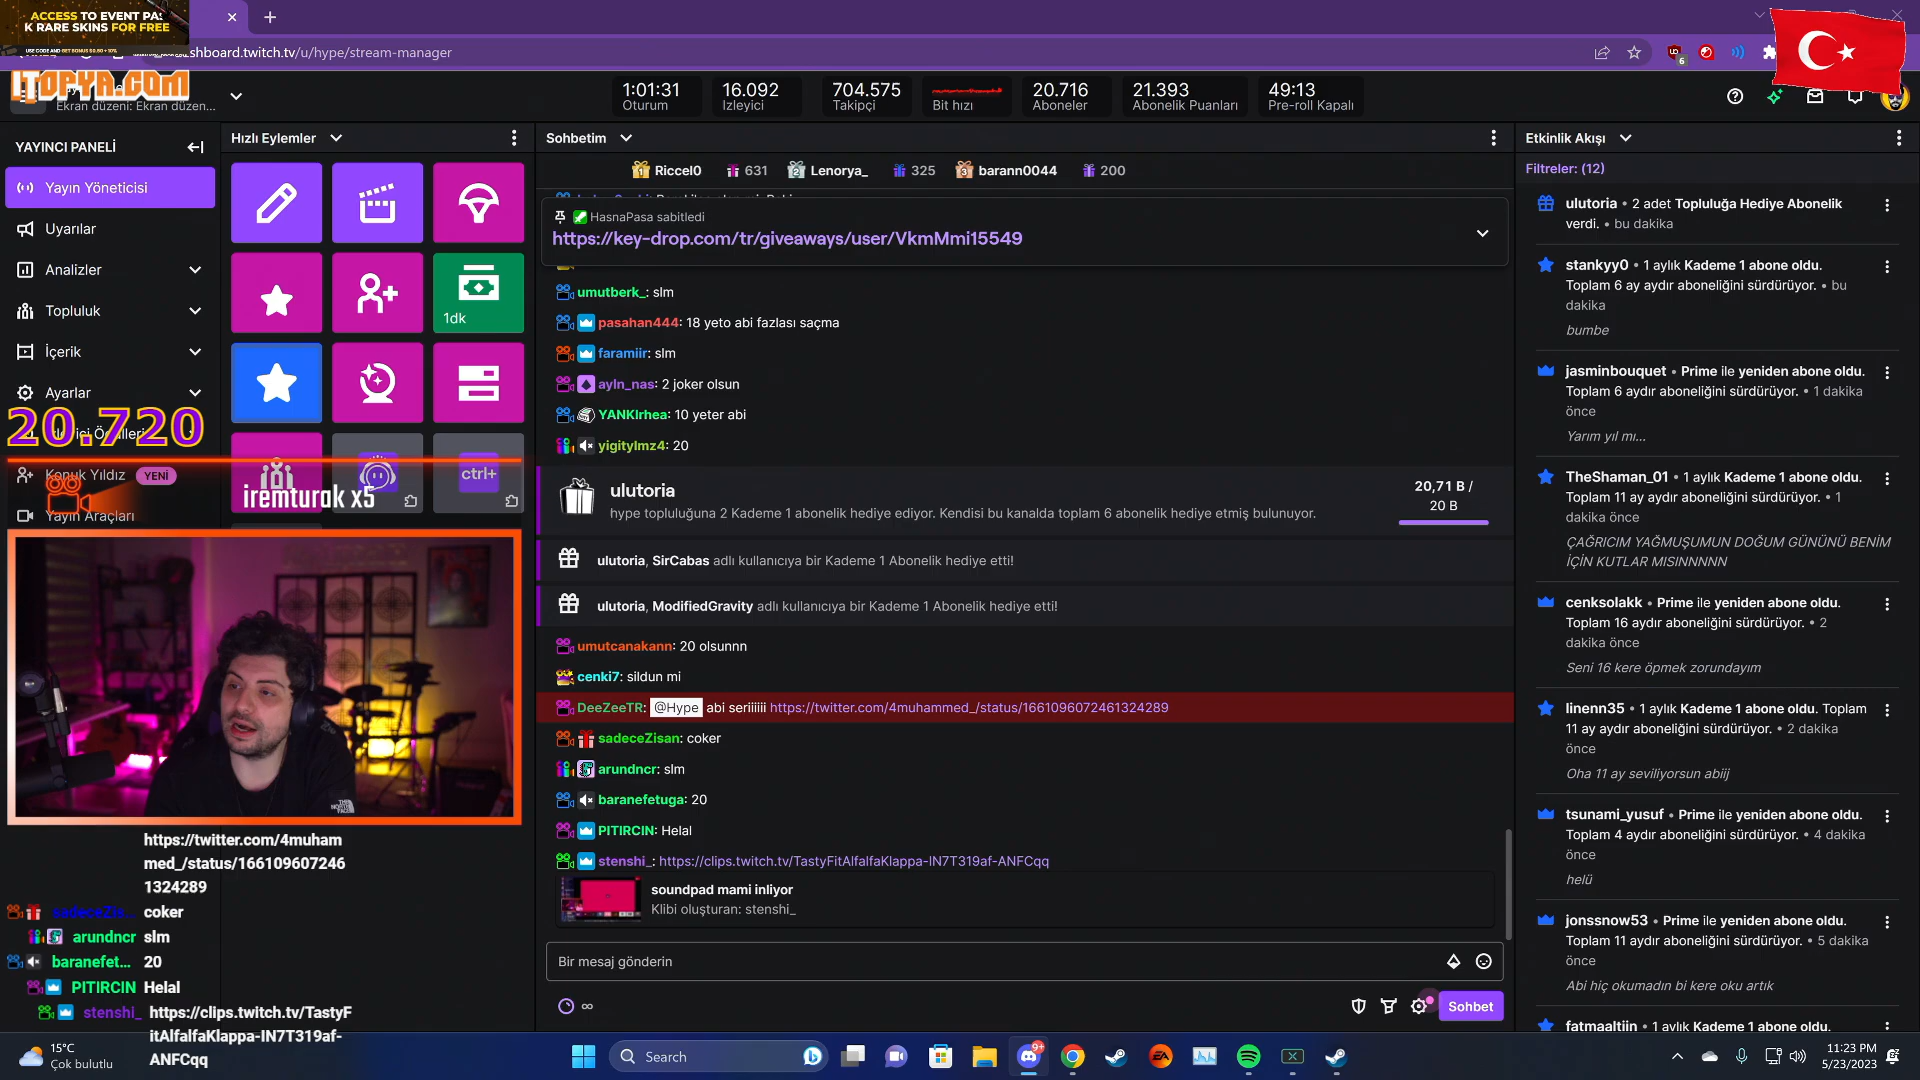 ACCESS TO EVENT PAS
K RARE SKINS FOR FREE
shboard.twitch.tv/u/hype/stream-manager
6
İTOPYA.COM
Ekran düzeni: Ekran düzen...
1:01:31
Oturum
16.092
İzleyici
704.575
Takipçi
Bit hızı
20.716
Aboneler
21.393
Abonelik Puanları
49:13
Pre-roll Kapalı
YAYINCI PANELİ
Yayın Yöneticisi
Uyarılar
Analizler
Topluluk
İçerik
Ayarlar
20.720
Konuk Yıldız
YENİ
Yayın Araçları
Hızlı Eylemler
1dk
ctrl+
iremturak x5
Sohbetim
1 Riccel0 631 2 Lenorya_ 325 3 barann0044 200
HasnaPasa sabitledi
https://key-drop.com/tr/giveaways/user/VkmMmi15549
umutberk_: slm
pasahan444: 18 yeto abi fazlası saçma
faramiir: slm
ayln_nas: 2 joker olsun
YANKIrhea: 10 yeter abi
yigitylmz4: 20
ulutoria
hype topluluğuna 2 Kademe 1 abonelik hediye ediyor. Kendisi bu kanalda toplam 6 abonelik hediye etmiş bulunuyor.
20,71 B /
20 B
ulutoria, SirCabas adlı kullanıcıya bir Kademe 1 Abonelik hediye etti!
ulutoria, ModifiedGravity adlı kullanıcıya bir Kademe 1 Abonelik hediye etti!
umutcanakann: 20 olsunnn
cenki7: sildun mi
DeeZeeTR: @Hype abi seriiiiii https://twitter.com/4muhammed_/status/1661096072461324289
sadeceZisan: coker
arundncr: slm
baranefetuga: 20
PITIRCIN: Helal
stenshi_: https://clips.twitch.tv/TastyFitAlfalfaKlappa-IN7T319af-ANFCqq
soundpad mami inliyor
Klibi oluşturan: stenshi_
Bir mesaj gönderin
∞
Sohbet
Etkinlik Akışı
Filtreler: (12)
ulutoria • 2 adet Topluluğa Hediye Abonelik
verdi. • bu dakika
stankyy0 • 1 aylık Kademe 1 abone oldu.
Toplam 6 ay aydır aboneliğini sürdürüyor. • bu
dakika
bumbe
jasminbouquet • Prime ile yeniden abone oldu.
Toplam 6 aydır aboneliğini sürdürüyor. • 1 dakika
önce
Yarım yıl mı...
TheShaman_01 • 1 aylık Kademe 1 abone oldu.
Toplam 11 ay aydır aboneliğini sürdürüyor. • 1
dakika önce
ÇAĞRICIM YAĞMUŞUMUN DOĞUM GÜNÜNÜ BENİM
İÇİN KUTLAR MISINNNNN
cenksolakk • Prime ile yeniden abone oldu.
Toplam 16 aydır aboneliğini sürdürüyor. • 2
dakika önce
Seni 16 kere öpmek zorundayım
linenn35 • 1 aylık Kademe 1 abone oldu. Toplam
11 ay aydır aboneliğini sürdürüyor. • 2 dakika
önce
Oha 11 ay seviliyorsun abiij
tsunami_yusuf • Prime ile yeniden abone oldu.
Toplam 4 aydır aboneliğini sürdürüyor. • 4 dakika
önce
helü
jonssnow53 • Prime ile yeniden abone oldu.
Toplam 11 aydır aboneliğini sürdürüyor. • 5 dakika
önce
Abi hiç okumadın bi kere oku artık
fatmaaltiin • 1 aylık Kademe 1 abone oldu.
THE NORTH FACE
https://twitter.com/4muham
med_/status/166109607246
1324289
sadeceZis... coker
arundncr slm
baranefet... 20
PITIRCIN Helal
stenshi_ https://clips.twitch.tv/TastyF
itAlfalfaKlappa-IN7T319af-
ANFCqq
15°C
Çok bulutlu
Search
9+
EA
11:23 PM
5/23/2023